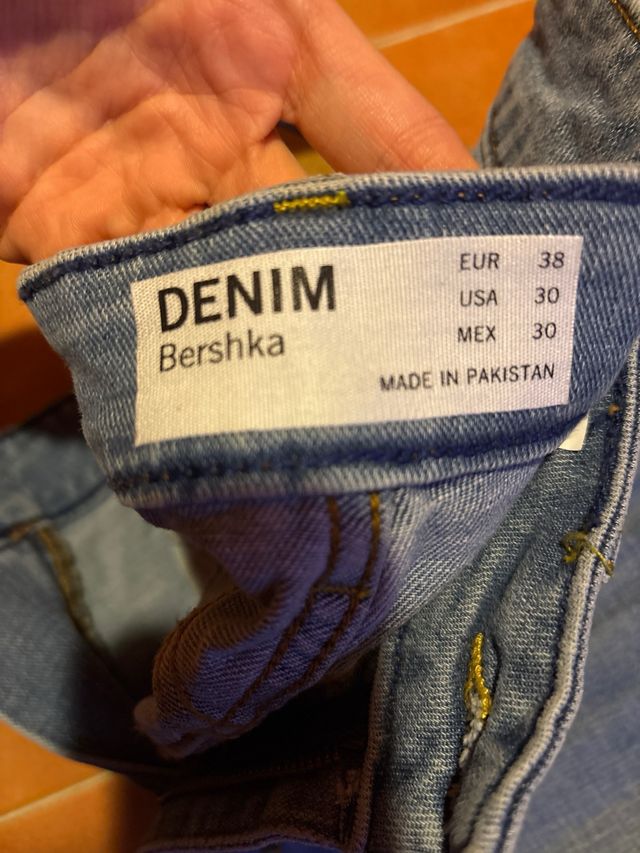 DENIM
Bershka
EUR 38
USA 30
MEX 30
MADE IN PAKISTAN